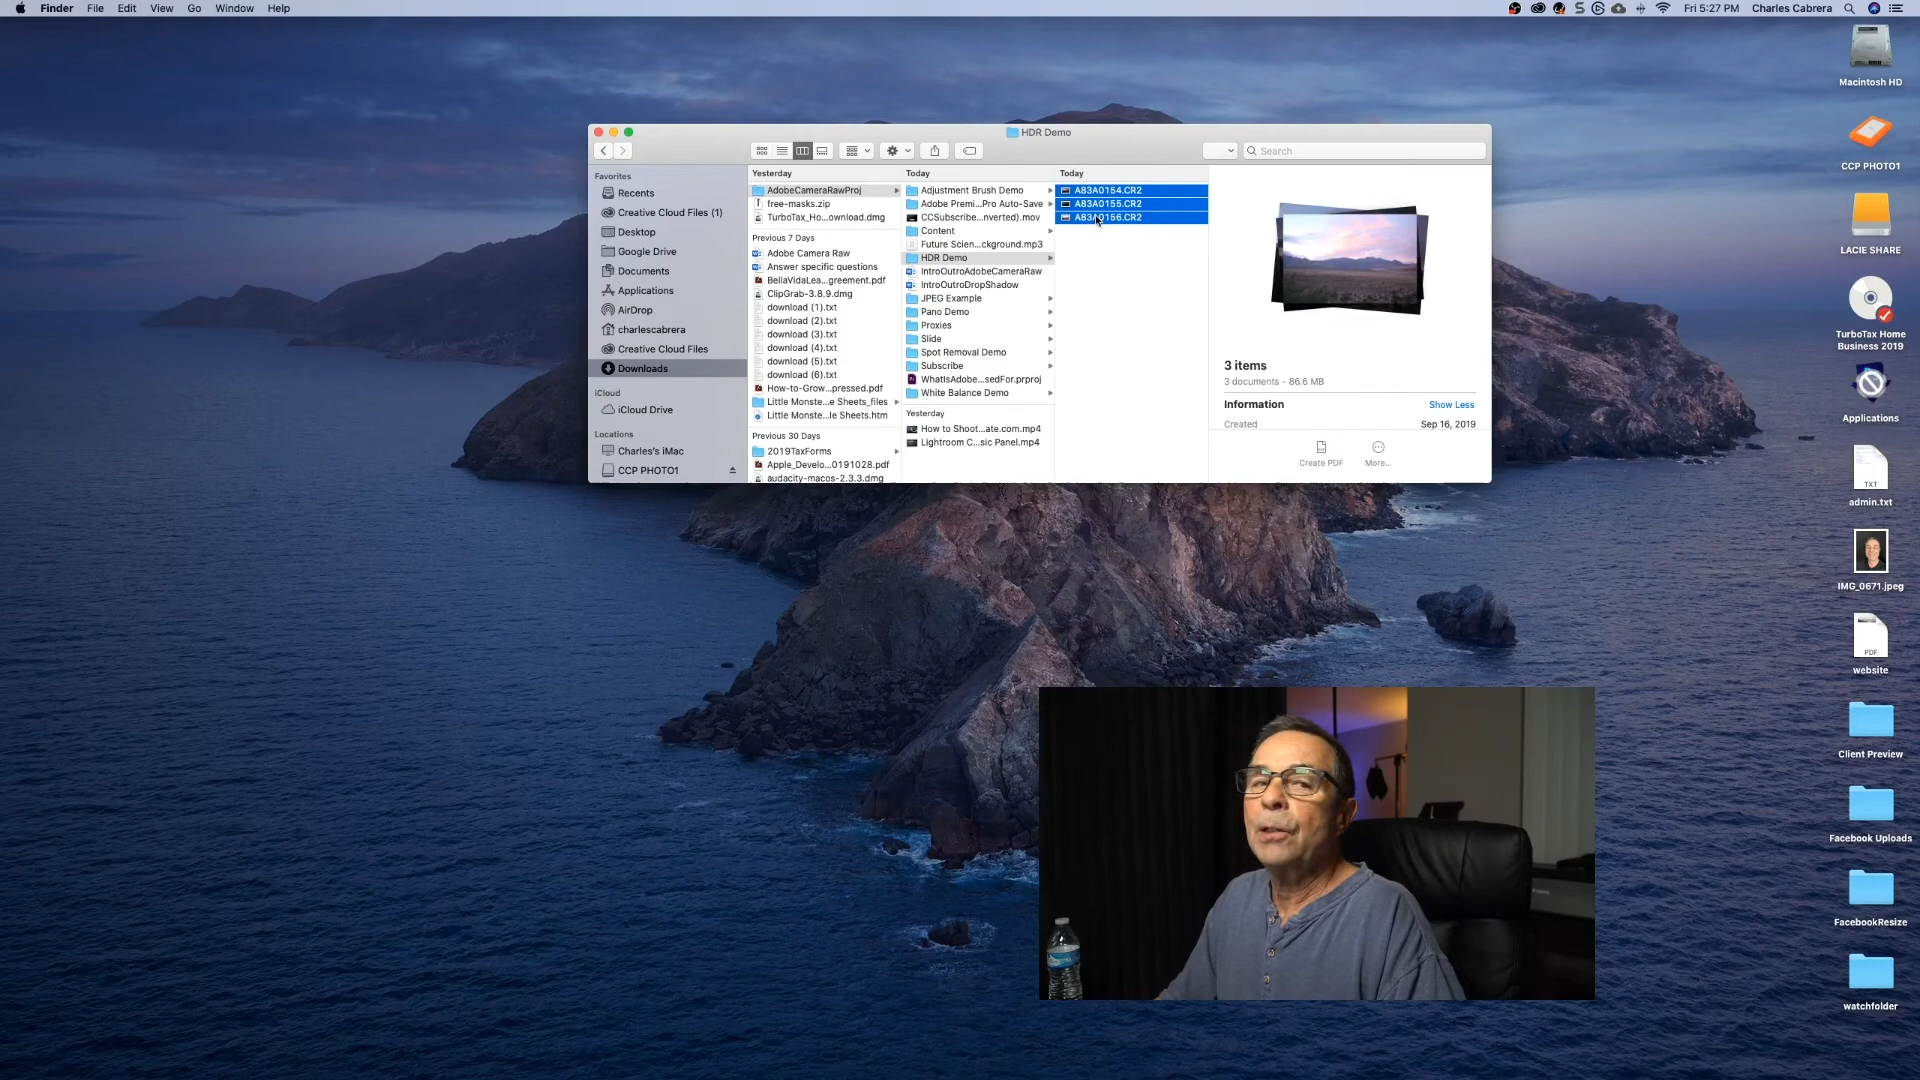 Finder File Edit View Go Window Help
Fri 5:27 PM Charles Cabrera
HDR Demo
Search
Favorites
Recents
Creative Cloud Files (1)
Desktop
Google Drive
Documents
Applications
AirDrop
charlescabrera
Creative Cloud Files
Downloads
iCloud
iCloud Drive
Locations
Charles's iMac
CCP PHOTO1
Yesterday
AdobeCameraRawProj
free-masks.zip
TurboTax_Ho...ownload.dmg
Previous 7 Days
Adobe Camera Raw
Answer specific questions
BellaVidaLea...greement.pdf
ClipGrab-3.8.9.dmg
download (1).txt
download (2).txt
download (3).txt
download (4).txt
download (5).txt
download (6).txt
How-to-Grow...pressed.pdf
Little Monste...e Sheets_files
Little Monste...le Sheets.htm
Previous 30 Days
2019TaxForms
Apple_Develo...0191028.pdf
audacity-macos-2.3.3.dmg
Today
Adjustment Brush Demo
Adobe Premi...Pro Auto-Save
CCSubscribe...nverted).mov
Content
Future Scien...ckground.mp3
HDR Demo
IntroOutroAdobeCameraRaw
IntroOutroDropShadow
JPEG Example
Pano Demo
Proxies
Slide
Spot Removal Demo
Subscribe
WhatIsAdobe...sedFor.prproj
White Balance Demo
Yesterday
How to Shoot...ate.com.mp4
Lightroom C...sic Panel.mp4
Today
A83A0154.CR2
A83A0155.CR2
A83A0156.CR2
3 items
3 documents - 86.6 MB
Information Show Less
Created Sep 16, 2019
Create PDF More...
Macintosh HD
CCP PHOTO1
LACIE SHARE
TurboTax Home
Business 2019
Applications
TXT
admin.txt
IMG_0671.jpeg
PDF
website
Client Preview
Facebook Uploads
FacebookResize
watchfolder